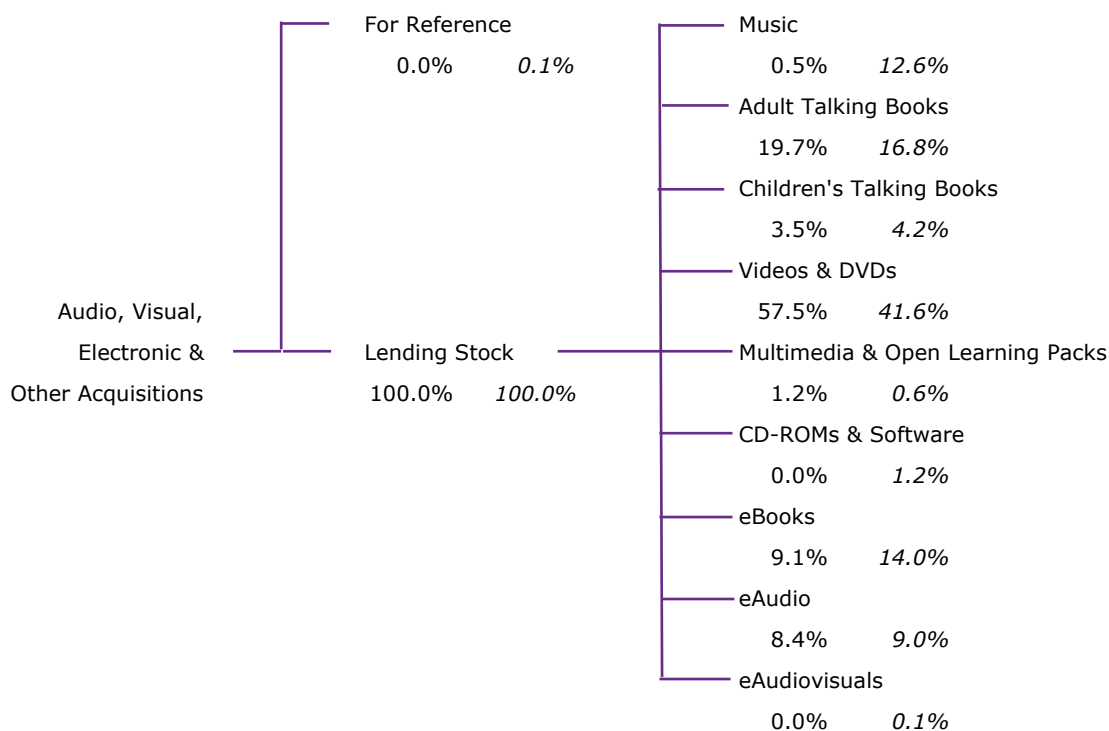 For Reference
0.0% 0.1%
Audio, Visual,
Electronic &
Other Acquisitions
Lending Stock
100.0% 100.0%
Music
0.5% 12.6%
Adult Talking Books
19.7% 16.8%
Children's Talking Books
3.5% 4.2%
Videos & DVDs
57.5% 41.6%
Multimedia & Open Learning Packs
1.2% 0.6%
CD-ROMs & Software
0.0% 1.2%
eBooks
9.1% 14.0%
eAudio
8.4% 9.0%
eAudiovisuals
0.0% 0.1%